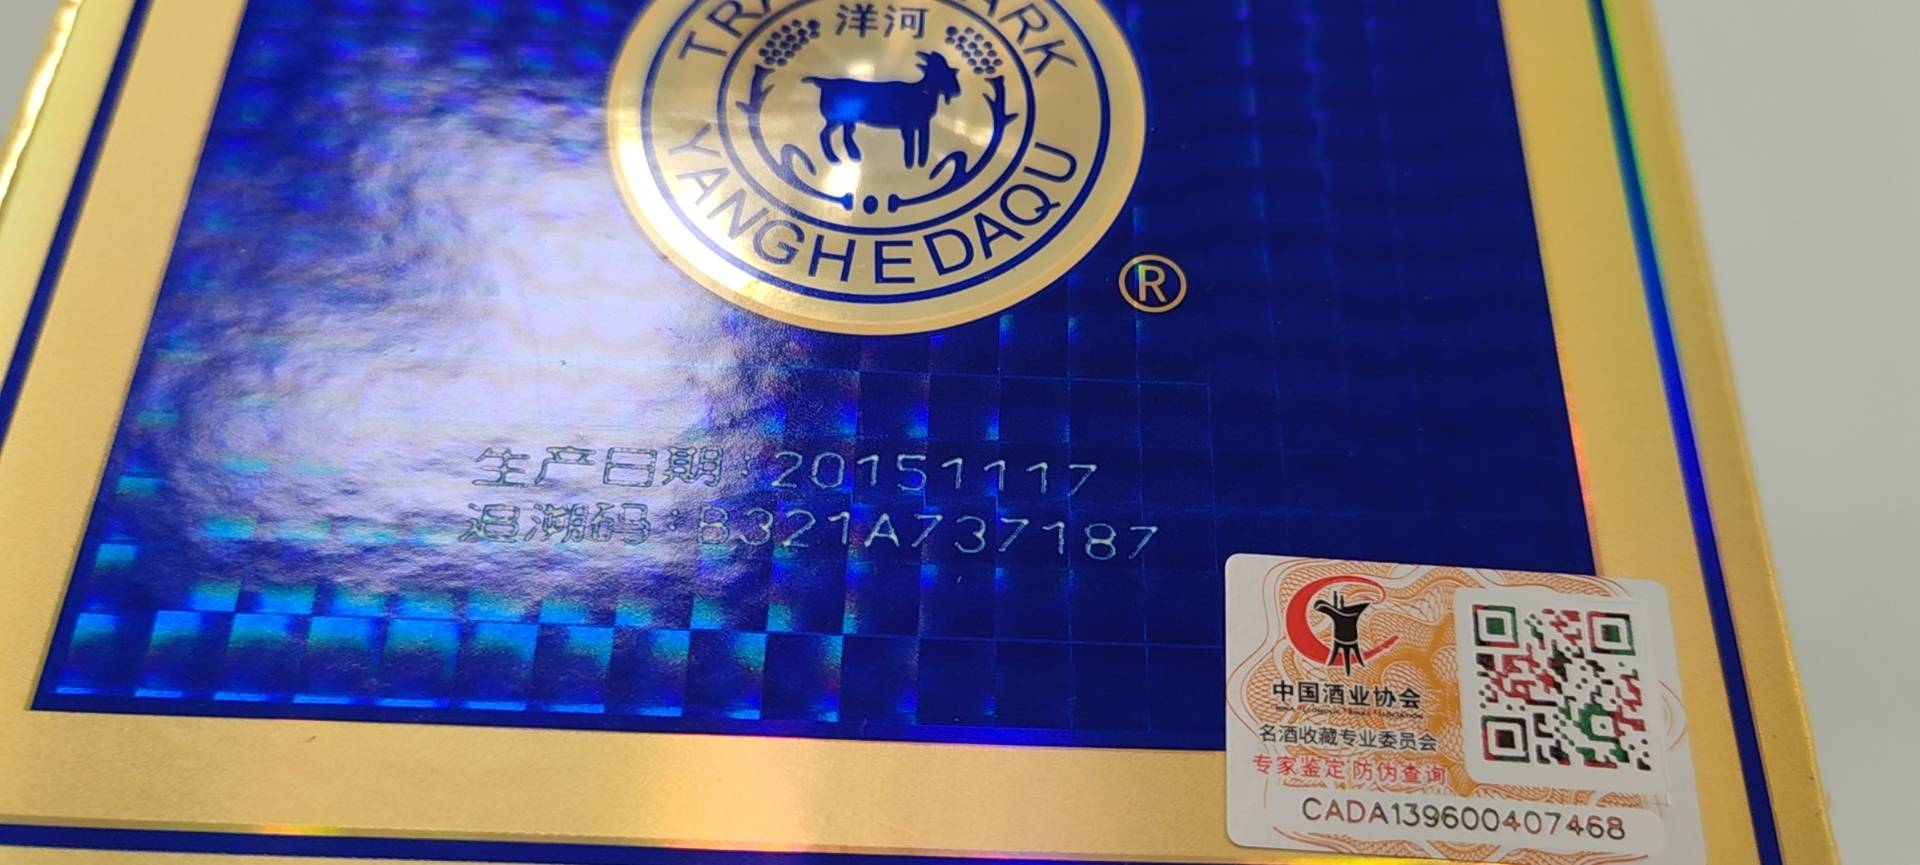 洋河
YANGHEDAQU
®
生产日期:20151117
追溯码:B321A737187
中国酒业协会
名酒收藏专业委员会
专家鉴定 防伪查询
CADA139600407468